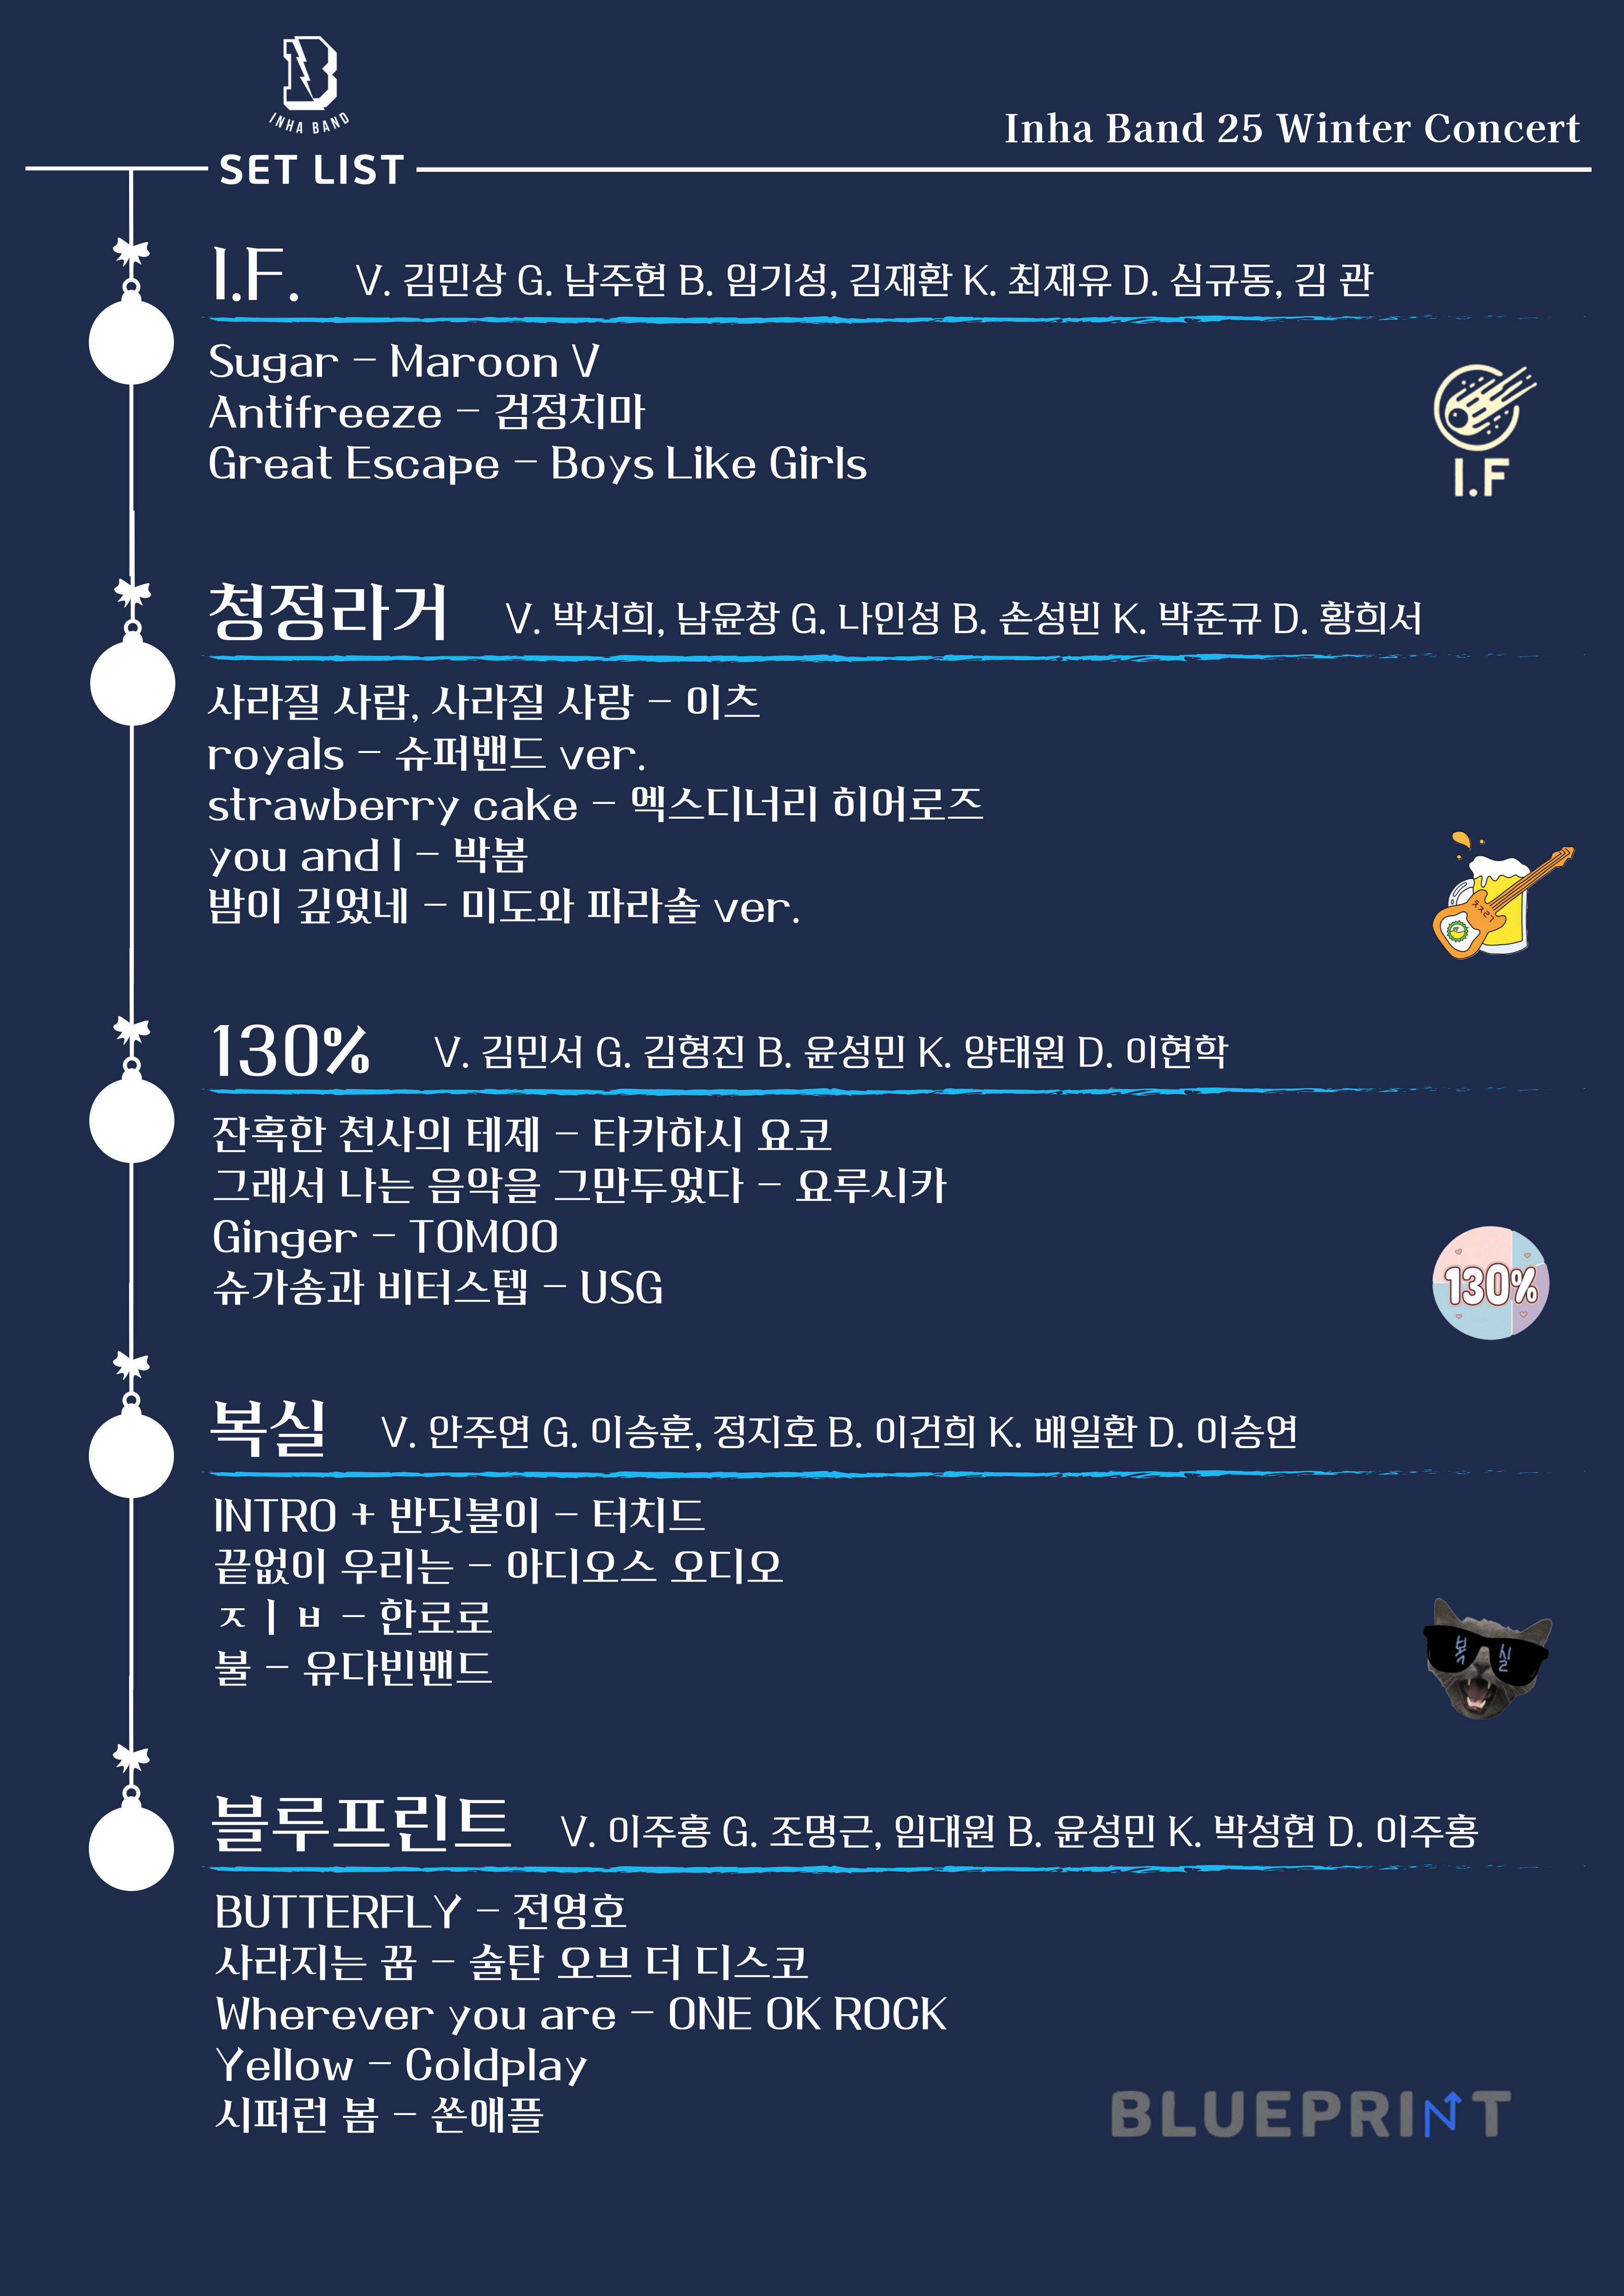 B
INHA BAND
SET LIST
Inha Band 25 Winter Concert
I.F. V. 김민상 G. 남주현 B. 임기성, 김재환 K. 최재유 D. 심규동, 김 관
Sugar - Maroon V
Antifreeze - 검정치마
Great Escape - Boys Like Girls
I.F
청정라거 V. 박서희, 남윤창 G. 나인성 B. 손성빈 K. 박준규 D. 황희서
사라질 사람, 사라질 사랑 - 이츠
royals - 슈퍼밴드 ver.
strawberry cake - 엑스디너리 히어로즈
you and I - 박봄
밤이 깊었네 - 미도와 파라솔 ver.
ㅊㅈㄹㄱ
130% V. 김민서 G. 김형진 B. 윤성민 K. 양태원 D. 이현학
잔혹한 천사의 테제 - 타카하시 요코
그래서 나는 음악을 그만두었다 - 요루시카
Ginger - TOMOO
슈가송과 비터스텝 - USG
130%
복실 V. 안주언 G. 이승훈, 정지호 B. 이건희 K. 배일환 D. 이승연
INTRO + 반딧불이 - 터치드
끝없이 우리는 - 아디오스 오디오
ㅈㅣㅂ - 한로로
불 - 유다빈밴드
복실
블루프린트 V. 이주홍 G. 조명근, 임대원 B. 윤성민 K. 박성현 D. 이주홍
BUTTERFLY - 전영호
사라지는 꿈 - 술탄 오브 더 디스코
Wherever you are - ONE OK ROCK
Yellow - Coldplay
시퍼런 봄 - 쏜애플
BLUEPRINT